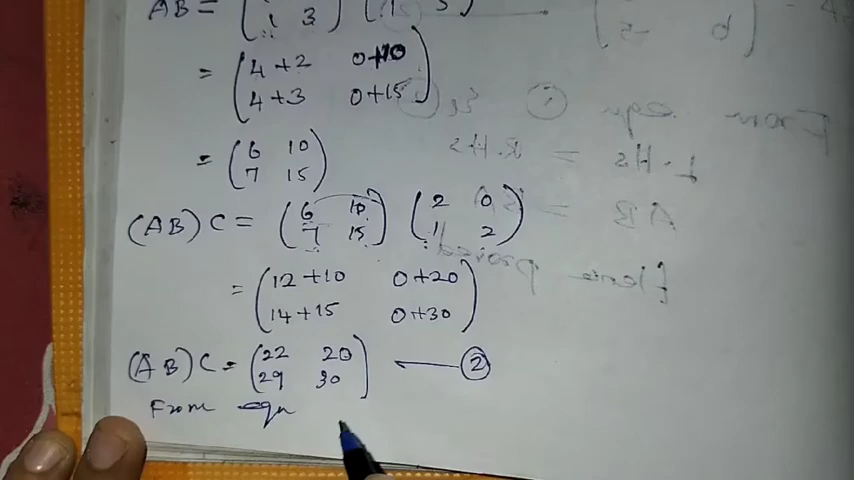 AB =
1 3
= (4+2 0+10
4+3 0+15)
= (6 10
7 15)
(AB)C = (6 10 (2 0
7 15) 1 2)
= (12+10 0+20
14+15 0+30)
(AB)C = (22 20 ← ②
29 30)
From eqn